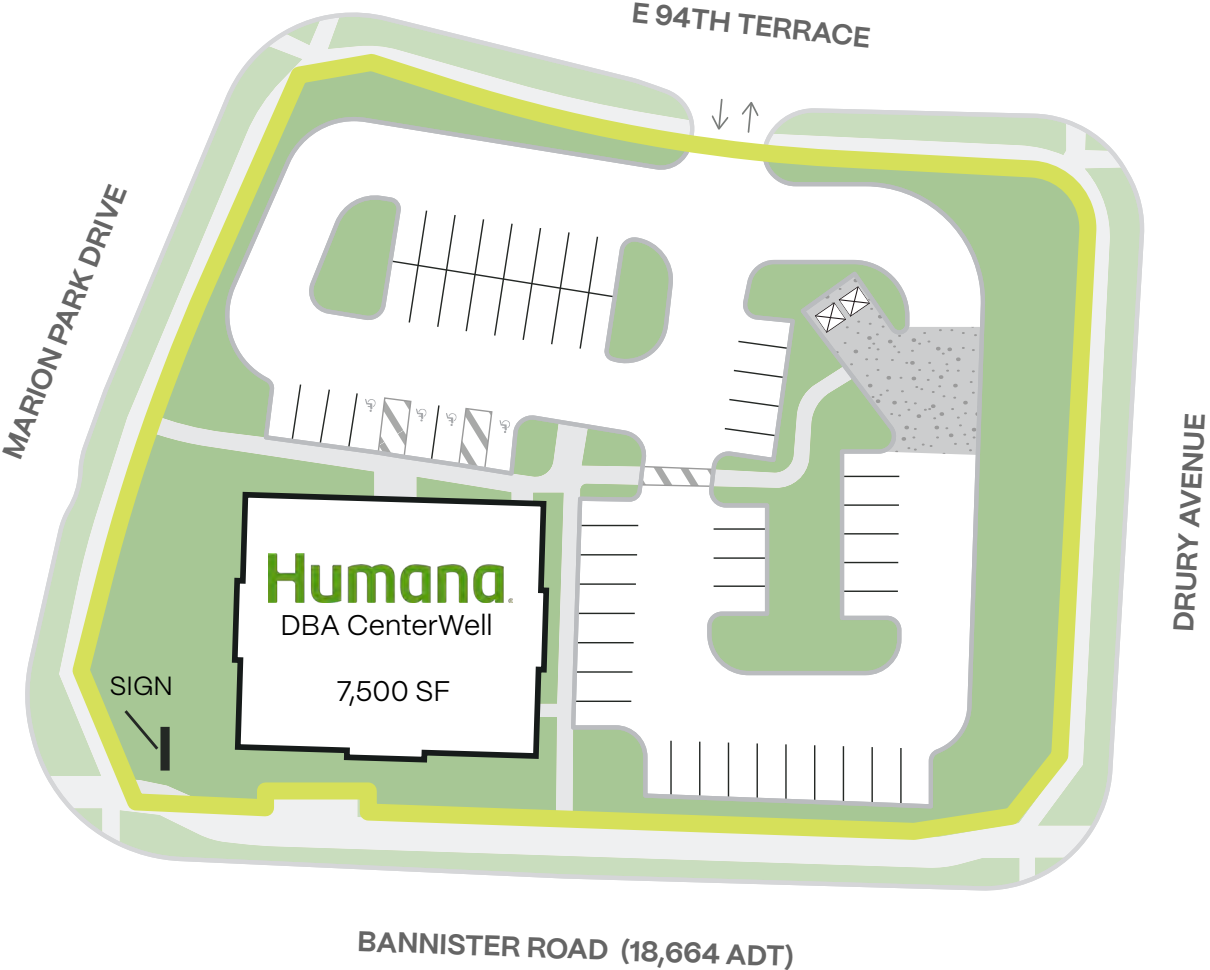 E 94TH TERRACE
MARION PARK DRIVE
DRURY AVENUE
Humana
DBA CenterWell
7,500 SF
SIGN
BANNISTER ROAD (18,664 ADT)